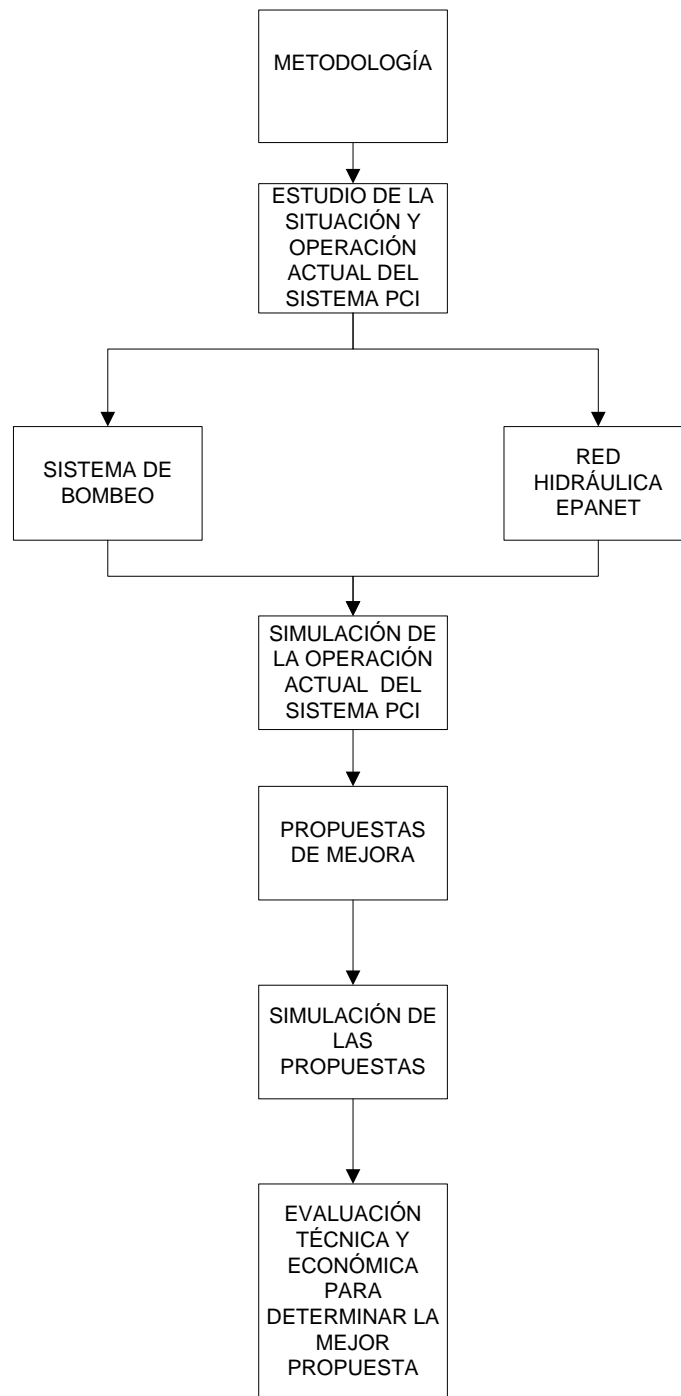 METODOLOGÍA
ESTUDIO DE LA
SITUACIÓN Y
OPERACIÓN
ACTUAL DEL
SISTEMA PCI
SISTEMA DE
BOMBEO
RED
HIDRÁULICA
EPANET
SIMULACIÓN DE
LA OPERACIÓN
ACTUAL DEL
SISTEMA PCI
PROPUESTAS
DE MEJORA
SIMULACIÓN DE
LAS
PROPUESTAS
EVALUACIÓN
TÉCNICA Y
ECONÓMICA
PARA
DETERMINAR LA
MEJOR
PROPUESTA